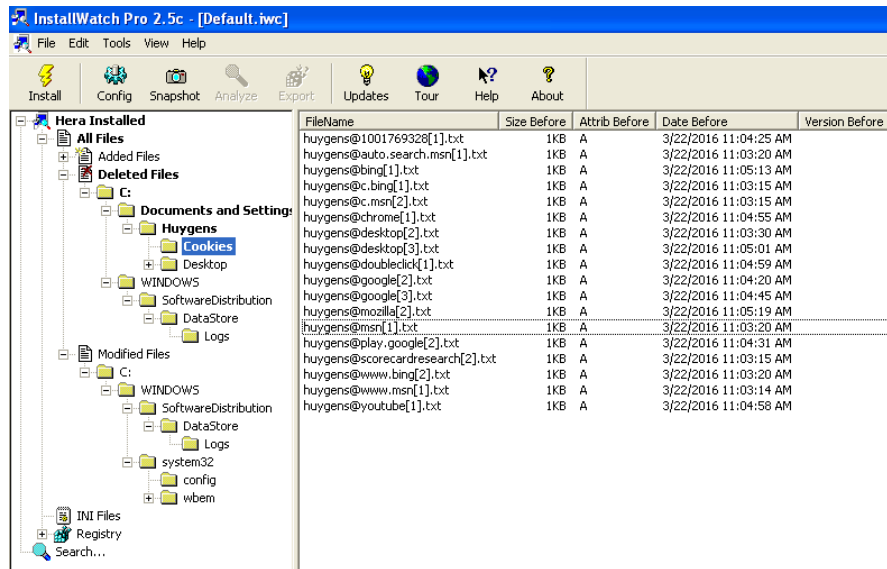 InstallWatch Pro 2.5c - [Default.iwc]
File Edit Tools View Help
Install Config Snapshot Analyze Export Updates Tour Help About
Hera Installed
All Files
Added Files
Deleted Files
C:
Documents and Settings
Huygens
Cookies
Desktop
WINDOWS
SoftwareDistribution
DataStore
Logs
Modified Files
C:
WINDOWS
SoftwareDistribution
DataStore
Logs
system32
config
wbem
INI Files
Registry
Search...
FileName Size Before Attrib Before Date Before Version Before
huygens@1001769328[1].txt 1KB A 3/22/2016 11:04:25 AM
huygens@auto.search.msn[1].txt 1KB A 3/22/2016 11:03:20 AM
huygens@bing[1].txt 1KB A 3/22/2016 11:05:13 AM
huygens@c.bing[1].txt 1KB A 3/22/2016 11:03:15 AM
huygens@c.msn[2].txt 1KB A 3/22/2016 11:03:15 AM
huygens@chrome[1].txt 1KB A 3/22/2016 11:04:55 AM
huygens@desktop[2].txt 1KB A 3/22/2016 11:03:30 AM
huygens@desktop[3].txt 1KB A 3/22/2016 11:05:01 AM
huygens@doubleclick[1].txt 1KB A 3/22/2016 11:04:59 AM
huygens@google[2].txt 1KB A 3/22/2016 11:04:20 AM
huygens@google[3].txt 1KB A 3/22/2016 11:04:45 AM
huygens@mozilla[2].txt 1KB A 3/22/2016 11:05:19 AM
huygens@msn[1].txt 1KB A 3/22/2016 11:03:20 AM
huygens@play.google[2].txt 1KB A 3/22/2016 11:04:31 AM
huygens@scorecardresearch[2].txt 1KB A 3/22/2016 11:03:15 AM
huygens@www.bing[2].txt 1KB A 3/22/2016 11:03:20 AM
huygens@www.msn[1].txt 1KB A 3/22/2016 11:03:14 AM
huygens@youtube[1].txt 1KB A 3/22/2016 11:04:58 AM